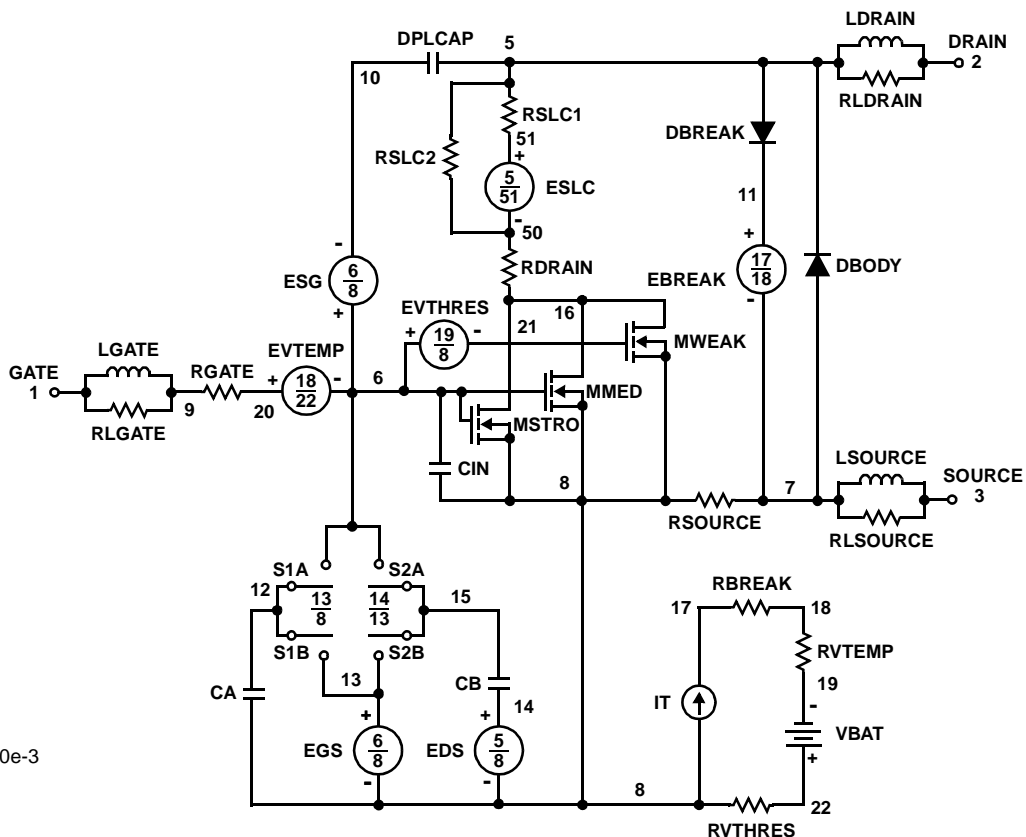 LDRAIN
DPLCAP 5 DRAIN
10 2
RSLC1 RLDRAIN
51 DBREAK
RSLC2 +
5
51 ESLC 11
-
50
- +
RDRAIN 17
18 DBODY
6
8 ESG EVTHRES 16 EBREAK -
+ + 19
8 - 21 MWEAK
LGATE EVTEMP
GATE RGATE + 18
22 - 6 MMED
1 9 20
RLGATE MSTRO
CIN LSOURCE
8 7 SOURCE
3
RSOURCE RLSOURCE
S1A S2A RBREAK
12 13
8 14
13 15 17 18
S1B S2B RVTEMP
13 CB 19
CA 14 IT -
+ + VBAT
EGS 6
8 EDS 5
8 +
0e-3
- - 8 22
RVTHRES